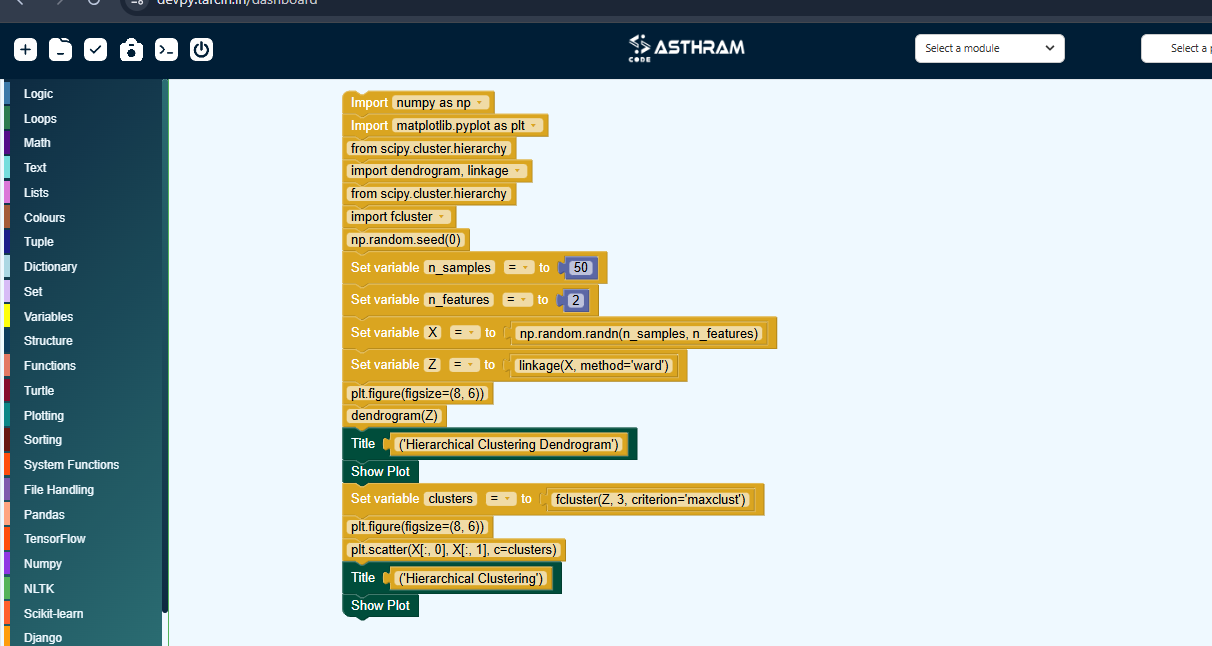 devpy.tarcin.in/dashboard
ASTHRAM
CODE
Select a module
Select a
Logic
Loops
Math
Text
Lists
Colours
Tuple
Dictionary
Set
Variables
Structure
Functions
Turtle
Plotting
Sorting
System Functions
File Handling
Pandas
TensorFlow
Numpy
NLTK
Scikit-learn
Django
Import numpy as np
Import matplotlib.pyplot as plt
from scipy.cluster.hierarchy
import dendrogram, linkage
from scipy.cluster.hierarchy
import fcluster
np.random.seed(0)
Set variable n_samples = to 50
Set variable n_features = to 2
Set variable X = to np.random.randn(n_samples, n_features)
Set variable Z = to linkage(X, method='ward')
plt.figure(figsize=(8, 6))
dendrogram(Z)
Title ('Hierarchical Clustering Dendrogram')
Show Plot
Set variable clusters = to fcluster(Z, 3, criterion='maxclust')
plt.figure(figsize=(8, 6))
plt.scatter(X[:, 0], X[:, 1], c=clusters)
Title ('Hierarchical Clustering')
Show Plot